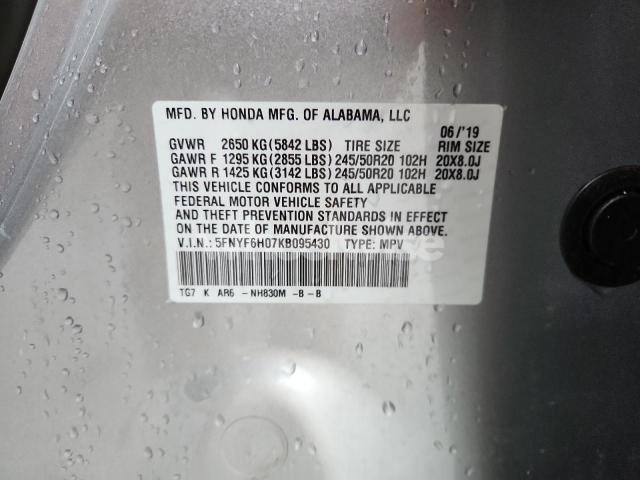 MFD. BY HONDA MFG. OF ALABAMA, LLC
06/'19
GVWR 2650 KG(5842 LBS) TIRE SIZE RIM SIZE
GAWR F 1295 KG(2855 LBS) 245/50R20 102H 20X8.0J
GAWR R 1425 KG(3142 LBS) 245/50R20 102H 20X8.0J
THIS VEHICLE CONFORMS TO ALL APPLICABLE
FEDERAL MOTOR VEHICLE SAFETY
AND THEFT PREVENTION STANDARDS IN EFFECT
ON THE DATE OF MANUFACTURE SHOWN ABOVE.
V.I.N.: 5FNYF6H07KB095430 TYPE: MPV
TG7 K AR6 - NH830M -B -B